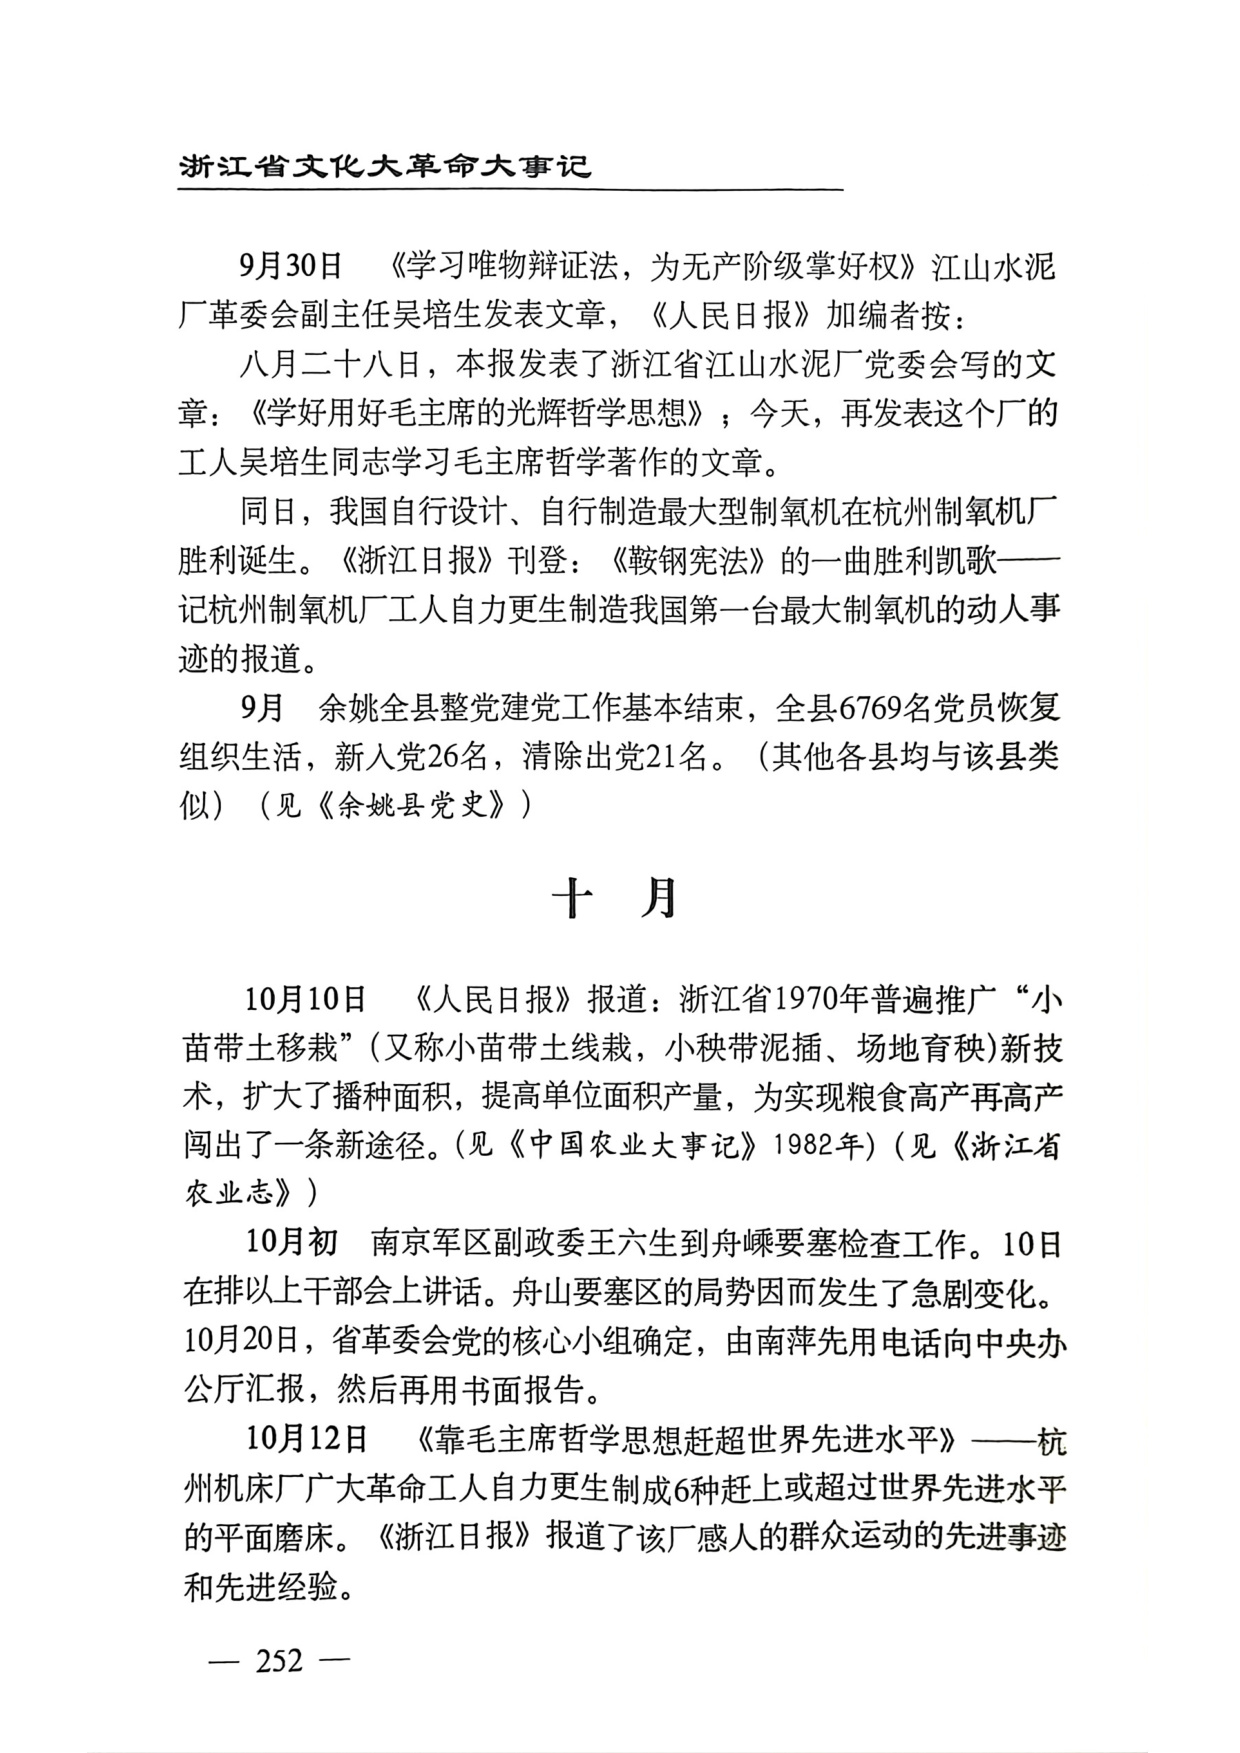 浙江省文化大革命大事记
9月30日　《学习唯物辩证法，为无产阶级掌好权》江山水泥
厂革委会副主任吴培生发表文章，《人民日报》加编者按：
八月二十八日，本报发表了浙江省江山水泥厂党委会写的文
章：《学好用好毛主席的光辉哲学思想》；今天，再发表这个厂的
工人吴培生同志学习毛主席哲学著作的文章。
同日，我国自行设计、自行制造最大型制氧机在杭州制氧机厂
胜利诞生。《浙江日报》刊登：《鞍钢宪法》的一曲胜利凯歌——
记杭州制氧机厂工人自力更生制造我国第一台最大制氧机的动人事
迹的报道。
9月　余姚全县整党建党工作基本结束，全县6769名党员恢复
组织生活，新入党26名，清除出党21名。（其他各县均与该县类
似）（见《余姚县党史》）
十　月
10月10日　《人民日报》报道：浙江省1970年普遍推广“小
苗带土移栽”（又称小苗带土线栽，小秧带泥插、场地育秧）新技
术，扩大了播种面积，提高单位面积产量，为实现粮食高产再高产
闯出了一条新途径。（见《中国农业大事记》1982年）（见《浙江省
农业志》）
10月初　南京军区副政委王六生到舟嵊要塞检查工作。10日
在排以上干部会上讲话。舟山要塞区的局势因而发生了急剧变化。
10月20日，省革委会党的核心小组确定，由南萍先用电话向中央办
公厅汇报，然后再用书面报告。
10月12日　《靠毛主席哲学思想赶超世界先进水平》——杭
州机床厂广大革命工人自力更生制成6种赶上或超过世界先进水平
的平面磨床。《浙江日报》报道了该厂感人的群众运动的先进事迹
和先进经验。
— 252 —